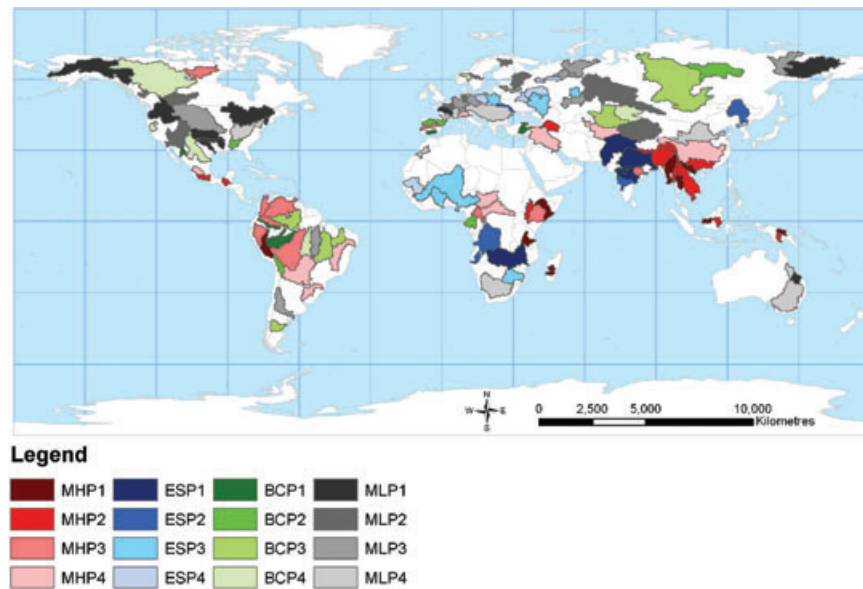 N
W E
S
0 2,500 5,000 10,000
Kilometres
Legend
MHP1 ESP1 BCP1 MLP1
MHP2 ESP2 BCP2 MLP2
MHP3 ESP3 BCP3 MLP3
MHP4 ESP4 BCP4 MLP4